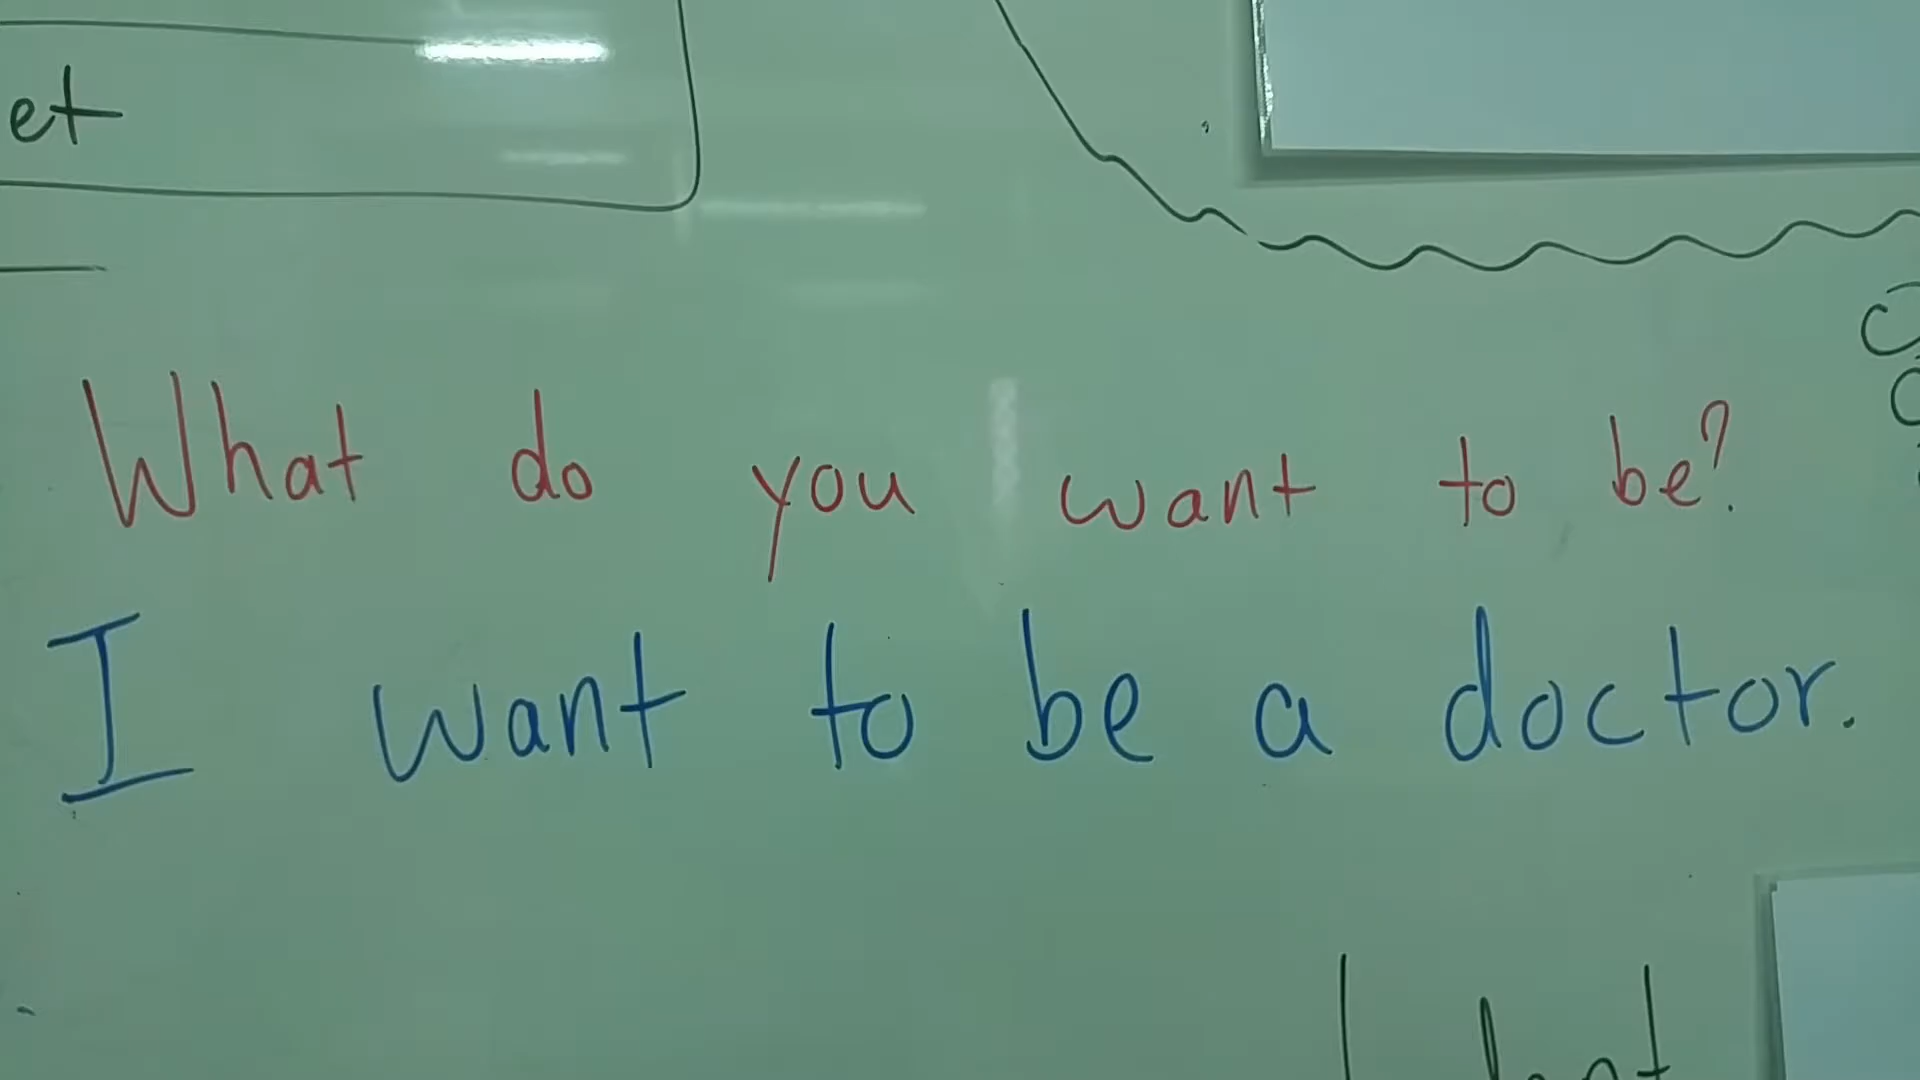 et
What do you want to be?
I want to be a doctor.